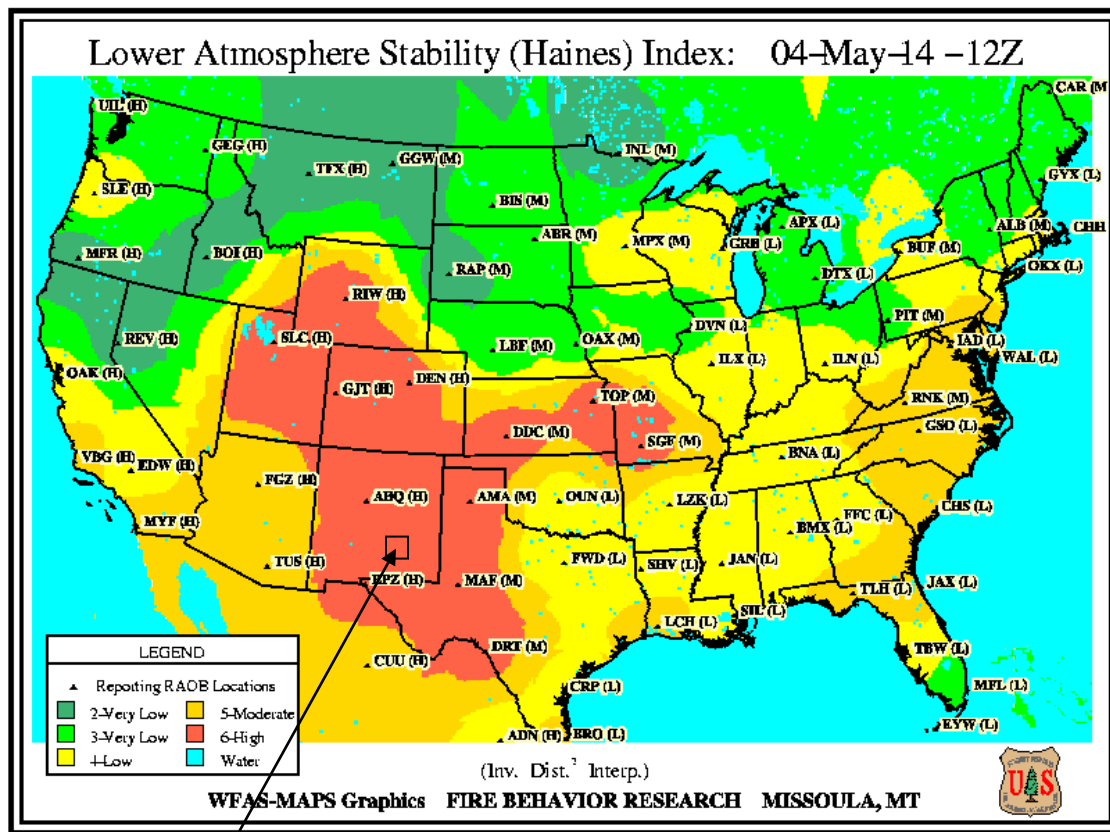 Lower Atmosphere Stability (Haines) Index: 04-May-14 -12Z
CAR (M
UIL (H)
GEG (H)
INL (M)
GGW (M)
TFX (H)
GYX (L)
SLE (H)
BIS (M)
APX (L)
ALB (M)
CHH
ABR (M)
MPX (M)
GRB (L)
BUF (M)
MFR (H)
BOI (H)
OKX (L)
RAP (M)
DTX (L)
RIW (H)
PIT (M)
DVN (L)
REV (H)
SLC (H)
LBF (M)
OAX (M)
IAD (L)
WAL (L)
ILX (L)
ILN (L)
OAK (H)
GJT (H)
DEN (H)
TOP (M)
RNK (M)
GSO (L)
DDC (M)
SGF (M)
BNA (L)
VBG (H)
EDW (H)
FGZ (H)
ABQ (H)
AMA (M)
OUN (L)
LZK (L)
CHS (L)
MYF (H)
FFC (L)
BMX (L)
TUS (H)
FWD (L)
SHV (L)
JAN (L)
EPZ (H)
MAF (M)
TLH (L)
JAX (L)
SIL (L)
LCH (L)
DRT (M)
TBW (L)
CUU (H)
CRP (L)
MFL (L)
EYW (L)
ADN (H)
BRO (L)
LEGEND
Reporting RAOB Locations
2-Very Low 5-Moderate
3-Very Low 6-High
4-Low Water
(Inv. Dist.² Interp.)
WFAS-MAPS Graphics FIRE BEHAVIOR RESEARCH MISSOULA, MT
U S